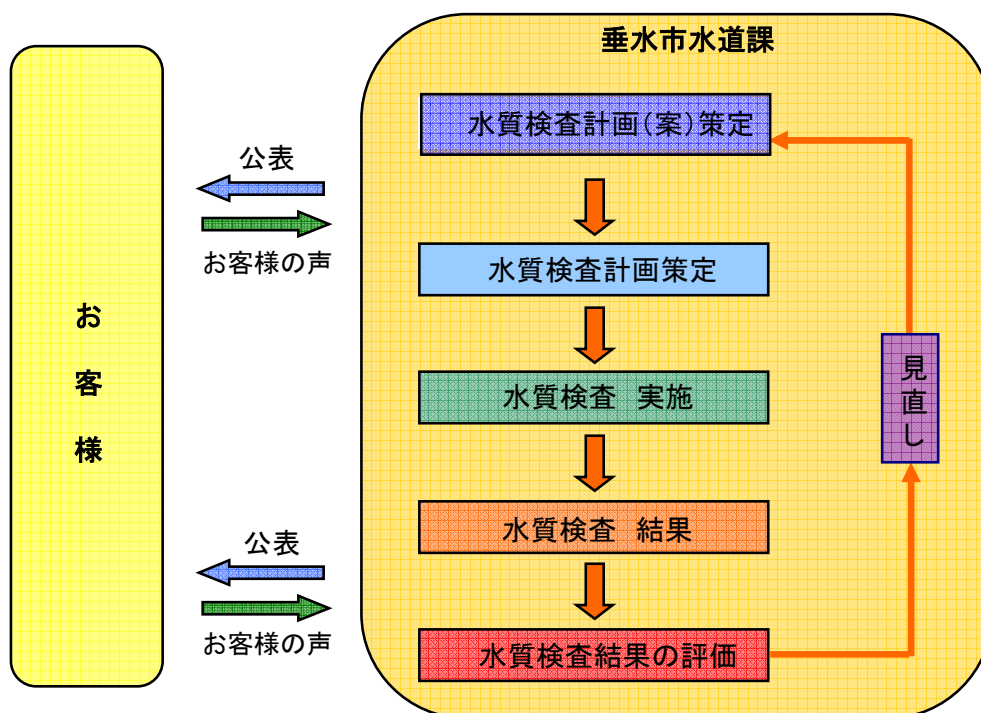 垂水市水道課
水質検査計画(案)策定
公表
お客様の声
水質検査計画策定
お客様
水質検査 実施
見直し
水質検査 結果
公表
お客様の声
水質検査結果の評価